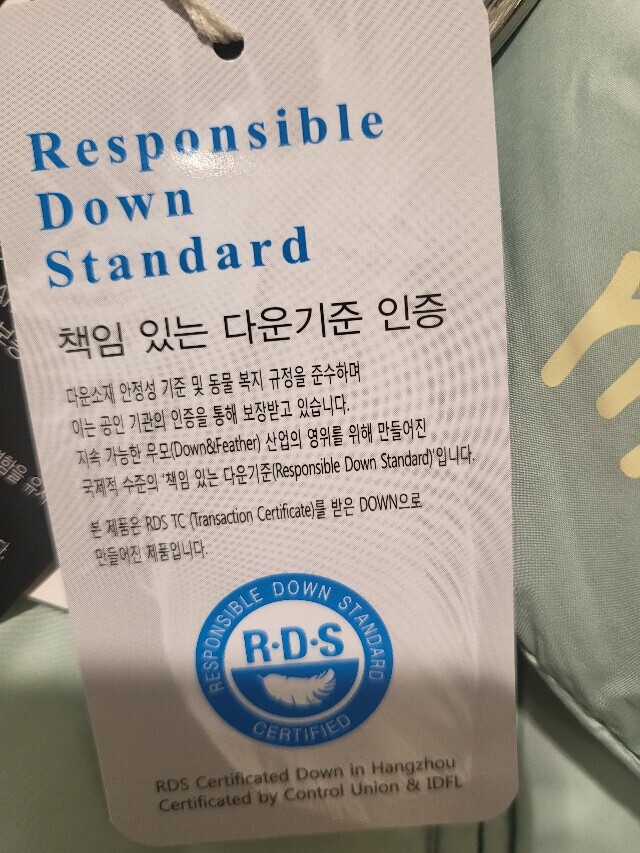 Responsible
Down
Standard
책임 있는 다운기준 인증
다운소재 안정성 기준 및 동물 복지 규정을 준수하며
이는 공인 기관의 인증을 통해 보장받고 있습니다.
지속 가능한 우모(Down&Feather) 산업의 영위를 위해 만들어진
국제적 수준의 '책임 있는 다운기준(Responsible Down Standard)'입니다.
본 제품은 RDS TC (Transaction Certificate)를 받은 DOWN으로
만들어진 제품입니다.
RESPONSIBLE DOWN STANDARD
R·D·S
CERTIFIED
RDS Certificated Down in Hangzhou
Certificated by Control Union & IDFL